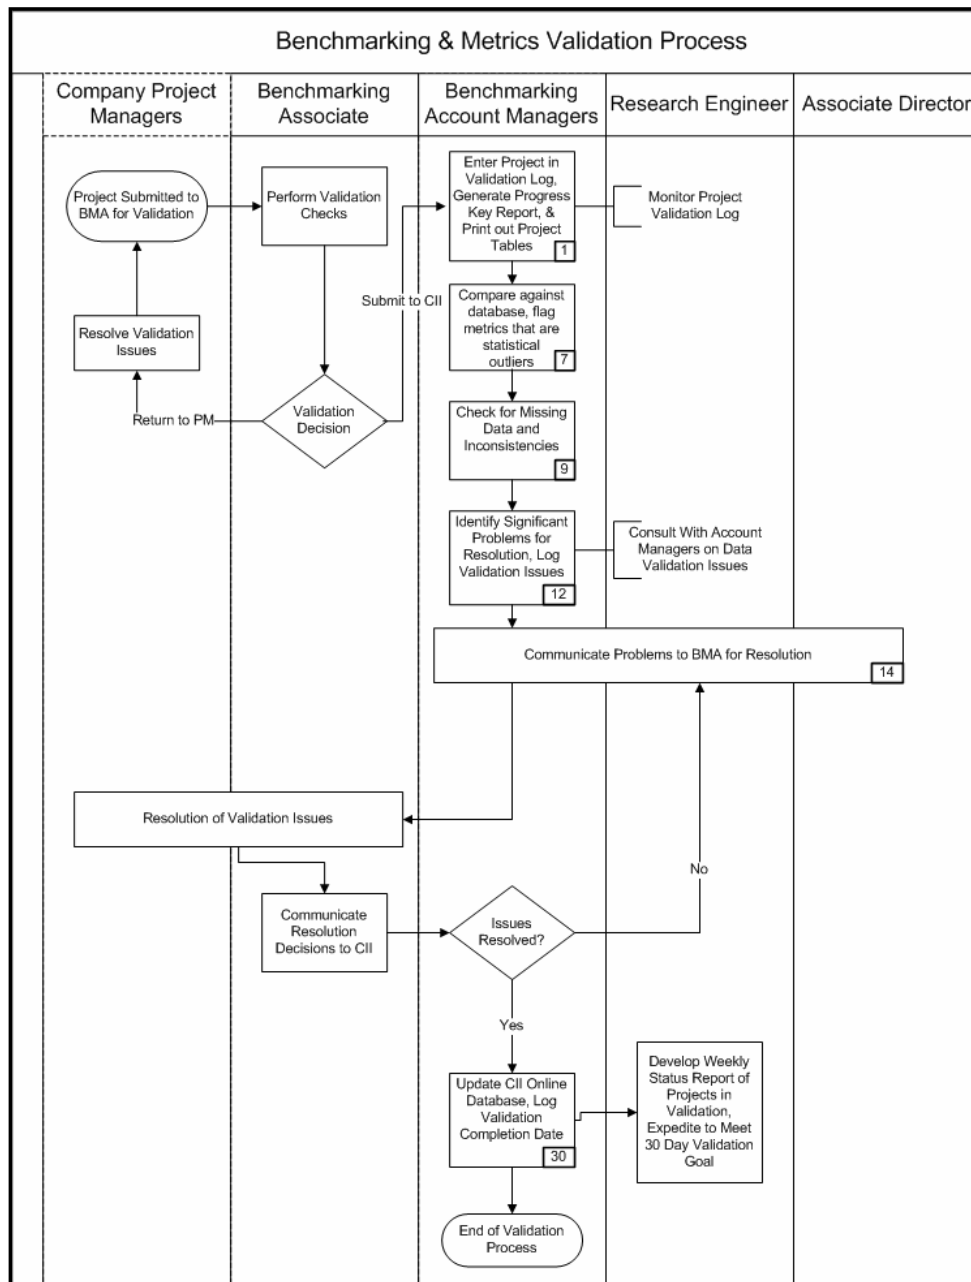 Benchmarking & Metrics Validation Process
Company Project
Managers
Benchmarking
Associate
Benchmarking
Account Managers
Research Engineer
Associate Director
Project Submitted to
BMA for Validation
Perform Validation
Checks
Enter Project in
Validation Log,
Generate Progress
Key Report, &
Print out Project
Tables
1
Monitor Project
Validation Log
Submit to CII
Resolve Validation
Issues
Compare against
database, flag
metrics that are
statistical
outliers
7
Return to PM
Validation
Decision
Check for Missing
Data and
Inconsistencies
9
Identify Significant
Problems for
Resolution, Log
Validation Issues
12
Consult With Account
Managers on Data
Validation Issues
Communicate Problems to BMA for Resolution
14
Resolution of Validation Issues
No
Communicate
Resolution
Decisions to CII
Issues
Resolved?
Yes
Update CII Online
Database, Log
Validation
Completion Date
30
Develop Weekly
Status Report of
Projects in
Validation,
Expedite to Meet
30 Day Validation
Goal
End of Validation
Process